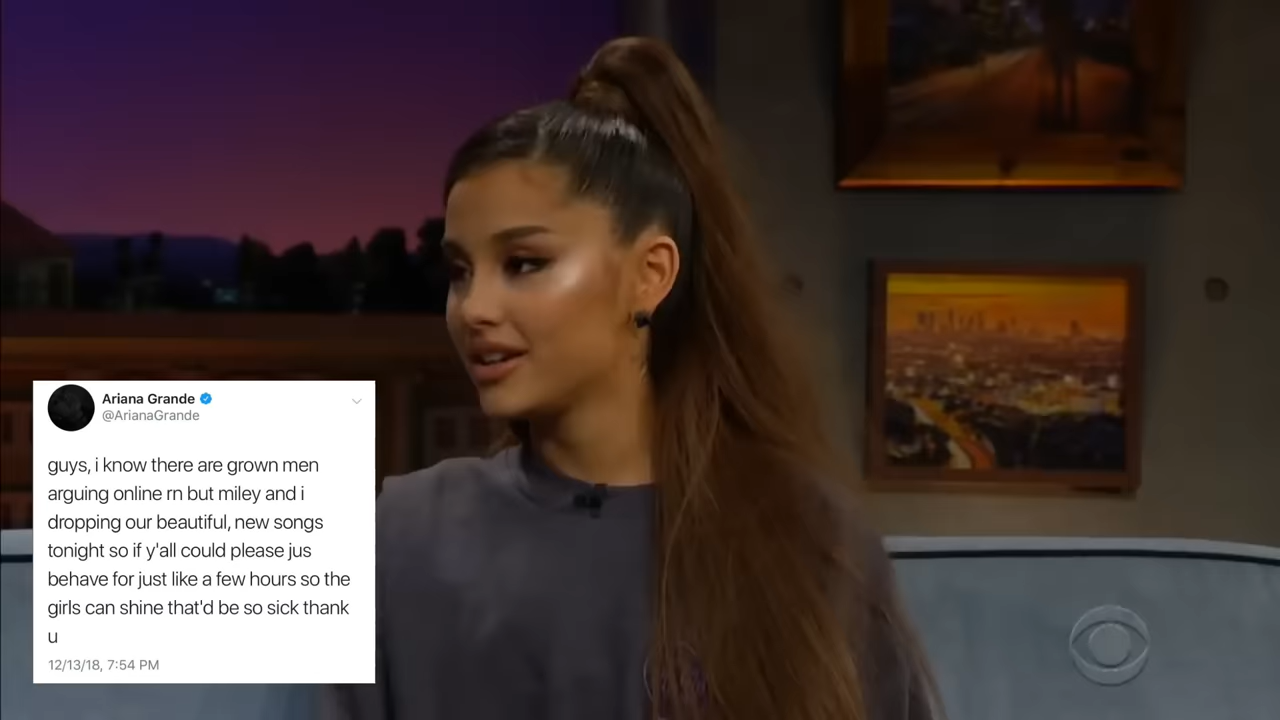 Ariana Grande
@ArianaGrande
guys, i know there are grown men
arguing online rn but miley and i
dropping our beautiful, new songs
tonight so if y'all could please jus
behave for just like a few hours so the
girls can shine that'd be so sick thank
u
12/13/18, 7:54 PM